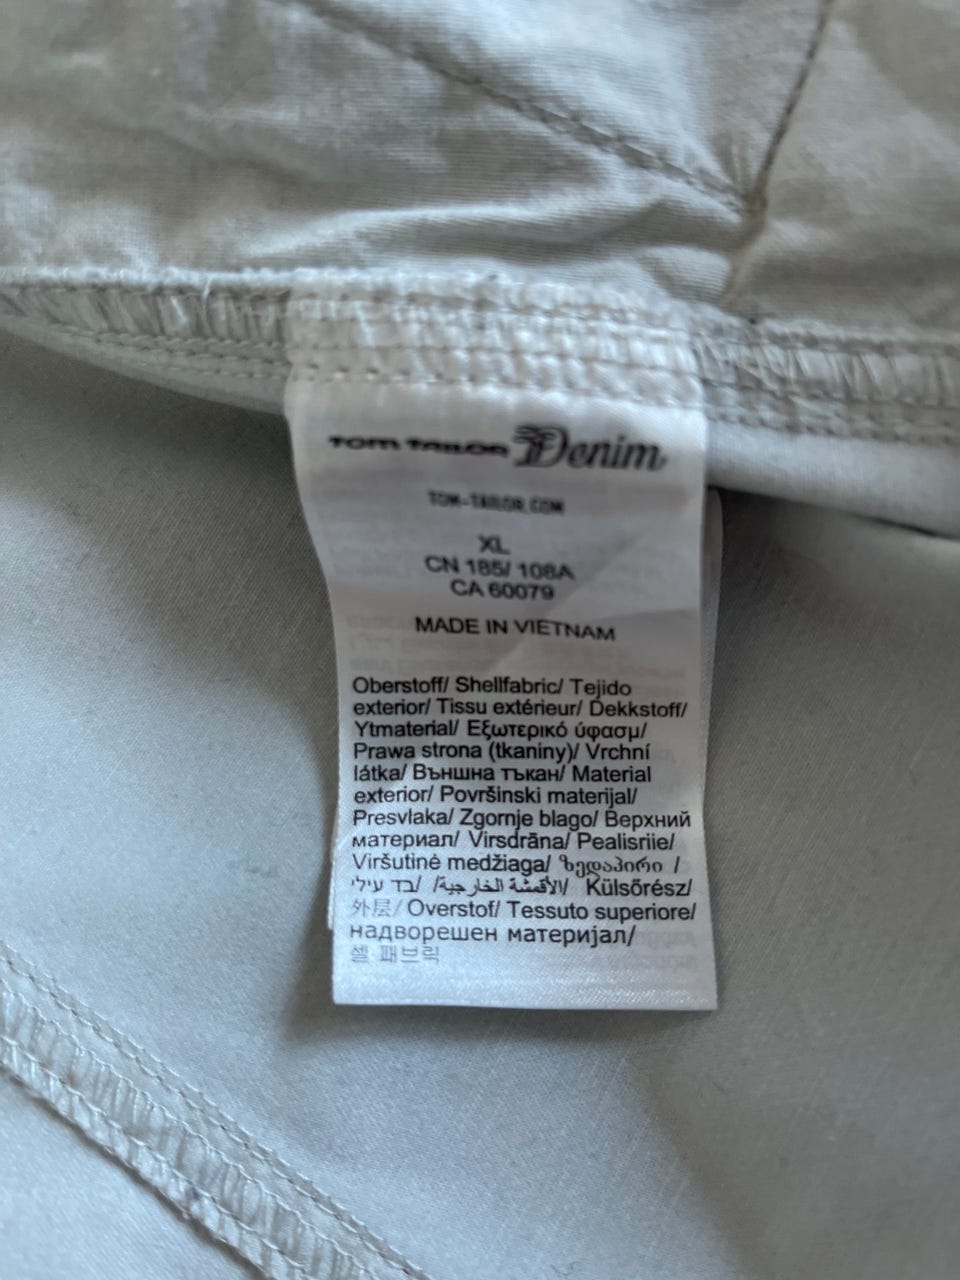 TOM TAILOR Denim
TOM-TAILOR.COM
XL
CN 185/ 108A
CA 60079
MADE IN VIETNAM
Oberstoff/ Shellfabric/ Tejido
exterior/ Tissu extérieur/ Dekkstoff/
Ytmaterial/ Εξωτερικό ύφασμ/
Prawa strona (tkaniny)/ Vrchní
látka/ Външна тъкан/ Material
exterior/ Površinski materijal/
Presvlaka/ Zgornje blago/ Верхний
материал/ Virsdrāna/ Pealisriie/
Viršutinė medžiaga/ ზედაპირი /
בד עילי/ الأقمشة الخارجية/ Külsőrész/
外层/ Overstof/ Tessuto superiore/
надворешен материјал/
셸 패브릭